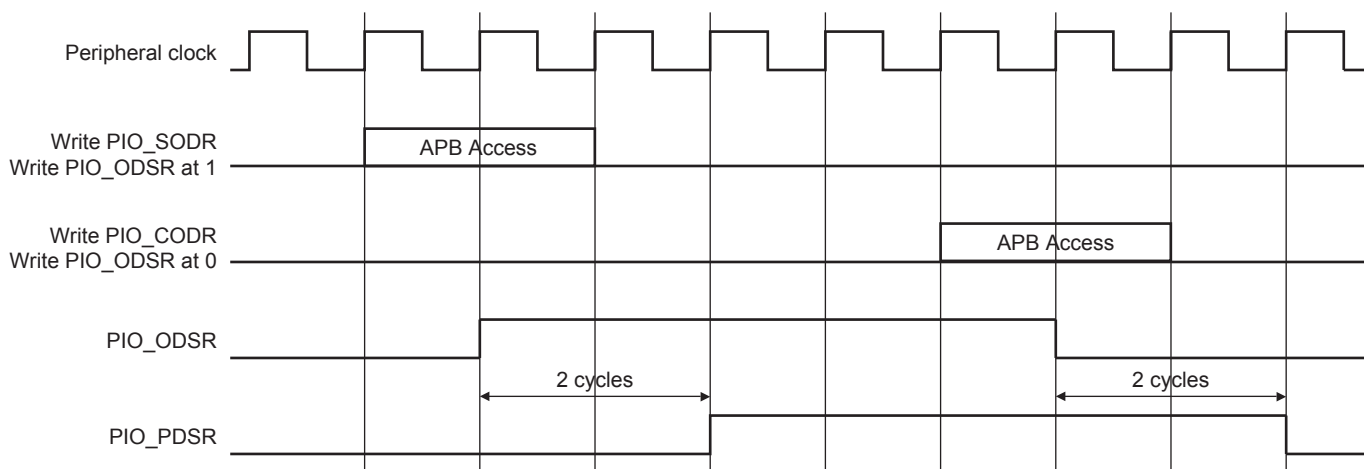 Peripheral clock
Write PIO_SODR
Write PIO_ODSR at 1
APB Access
Write PIO_CODR
Write PIO_ODSR at 0
APB Access
PIO_ODSR
2 cycles
2 cycles
PIO_PDSR